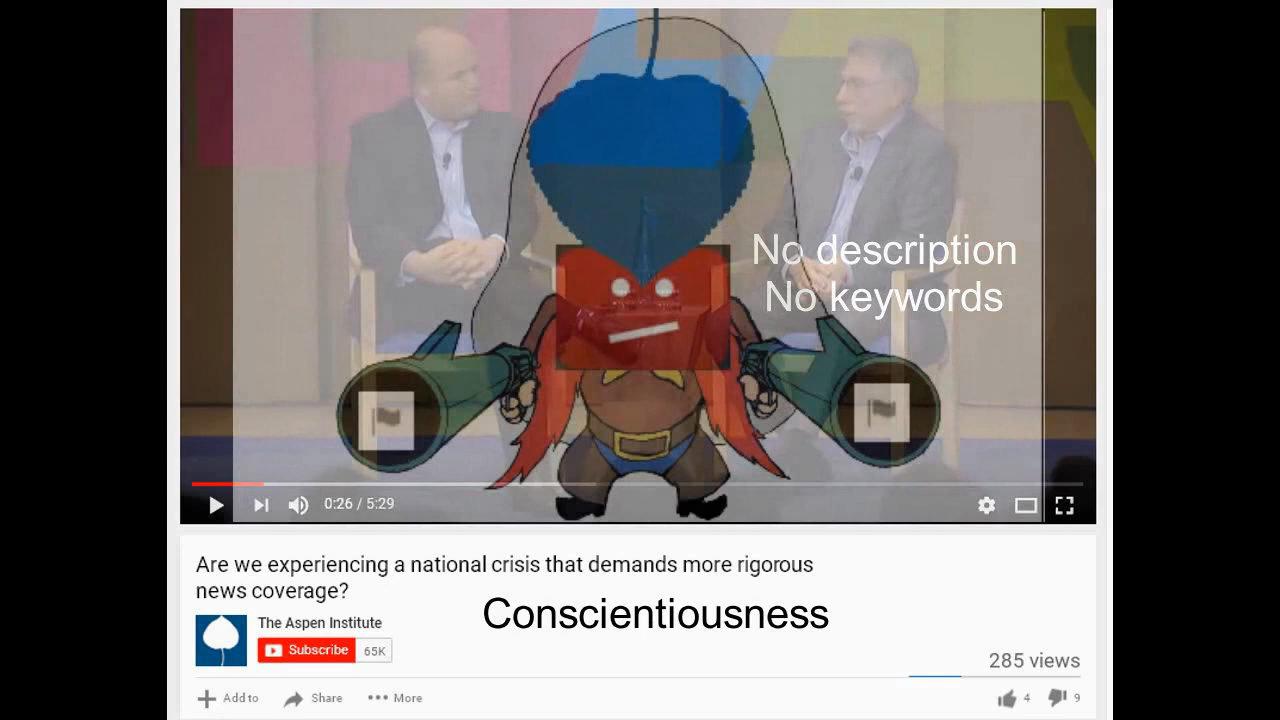 No description
No keywords
0:26 / 5:29
Are we experiencing a national crisis that demands more rigorous
news coverage?
Conscientiousness
The Aspen Institute
Subscribe 65K
285 views
Add to Share More 4 9